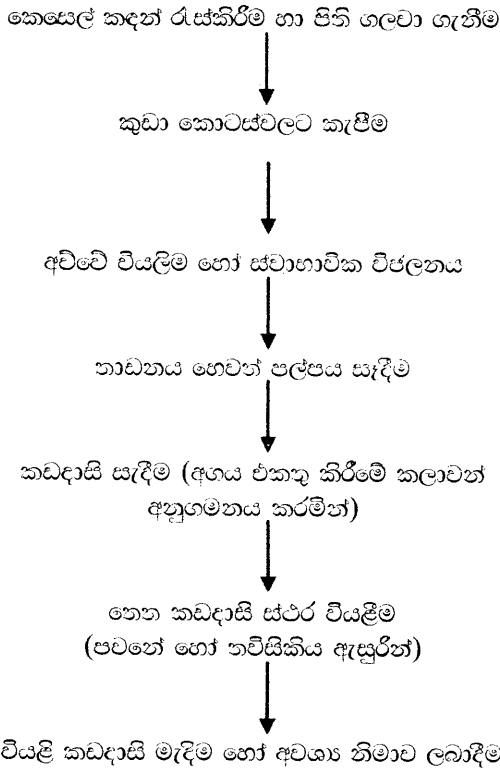 කෙසෙල් කඳන් රැස්කිරීම හා පිති ගලවා ගැනීම
කුඩා කොටස්වලට කැපීම
අව්වේ වියලිම හෝ ස්වාභාවික විජලනය
තාඩනය හෙවත් පල්පය සෑදීම
කඩදාසි සැදීම (අගය එකතු කිරීමේ කලාවන්
අනුගමනය කරමින්)
තෙත කඩදාසි ස්ථර වියළීම
(පවනේ හෝ තවිසිකිය ඇසුරින්)
වියළි කඩදාසි මැදිම හෝ අවශ්‍ය නිමාව ලබාදීම